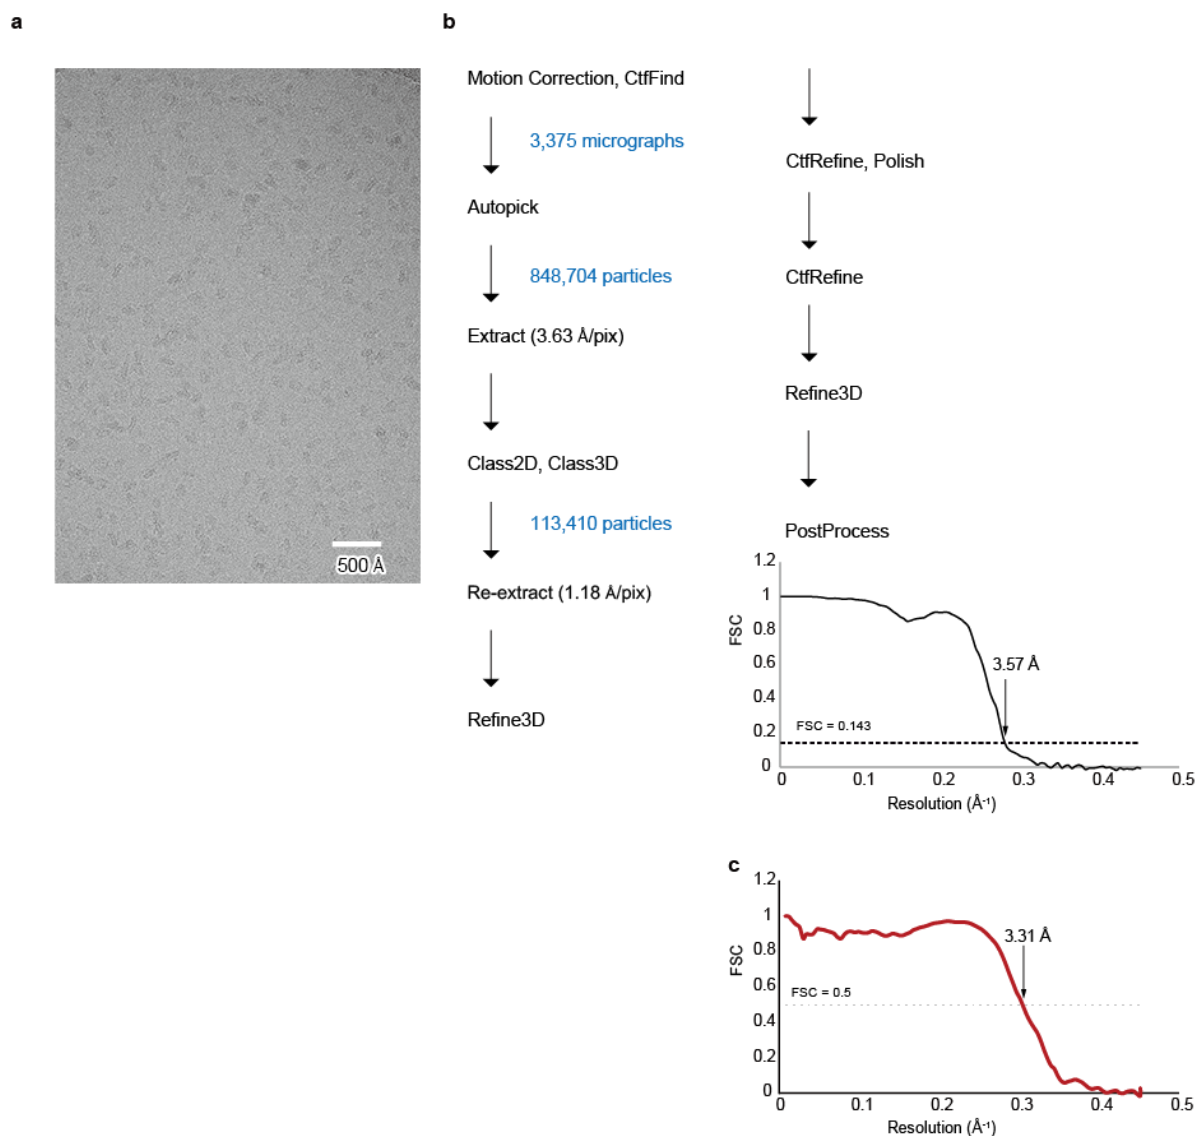 a
500 Å
b
Motion Correction, CtfFind
3,375 micrographs
Autopick
848,704 particles
Extract (3.63 Å/pix)
Class2D, Class3D
113,410 particles
Re-extract (1.18 Å/pix)
Refine3D
CtfRefine, Polish
CtfRefine
Refine3D
PostProcess
1.2
1
0.8
0.6
0.4
0.2
0
FSC
3.57 Å
FSC = 0.143
0 0.1 0.2 0.3 0.4 0.5
Resolution (Å⁻¹)
c
1.2
1
0.8
0.6
0.4
0.2
0
FSC
3.31 Å
FSC = 0.5
0 0.1 0.2 0.3 0.4 0.5
Resolution (Å⁻¹)